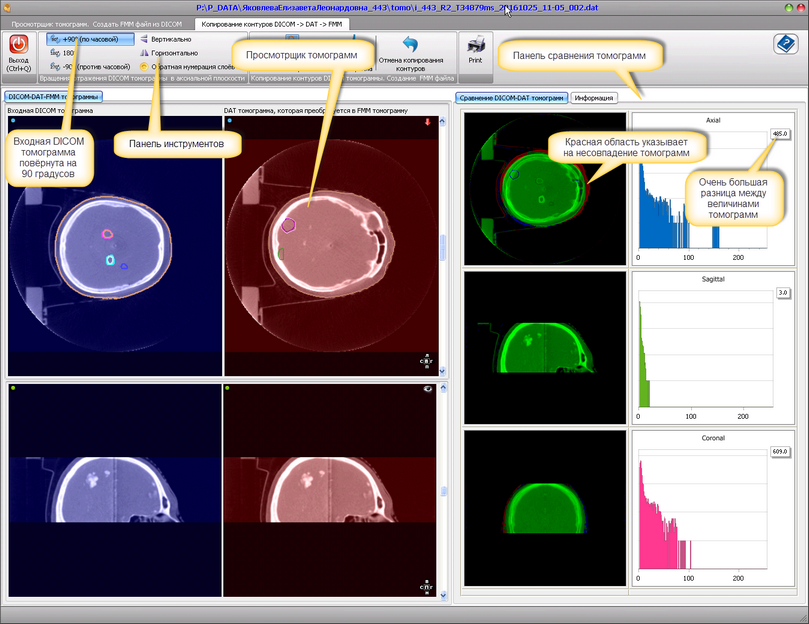 P:\P_DATA\ЯковлеваЕлизаветаЛеонардовна_443\tomo\i_443_R2_T34879ms_20161025_11-05_002.dat
Просмотрщик томограмм. Создать FMM файл из DICOM
Копирование контуров DICOM -> DAT -> FMM
Выход
(Ctrl+Q)
+90° (по часовой)
180
-90 (против часовой)
Вертикально
Горизонтально
Обратная нумерация слоёв
Вращения/отражения DICOM томограммы в аксиальной плоскости
Отмена копирования
контуров
Копирование контуров DICOM томограммы. Создание FMM файла
Print
Просмотрщик томограмм
Панель сравнения томограмм
DICOM-DAT-FMM томограммы
Входная DICOM томограмма
DAT томограмма, которая преобразуется в FMM томограмму
Входная DICOM
томограмма
повёрнута на
90 градусов
Панель инструментов
Сравнение DICOM-DAT томограмм
Информация
Красная область указывает
на несовпадение томограмм
Axial
485.0
Очень большая
разница между
величинами
томограмм
0
100
200
Sagittal
3.0
0
100
200
Coronal
609.0
0
100
200